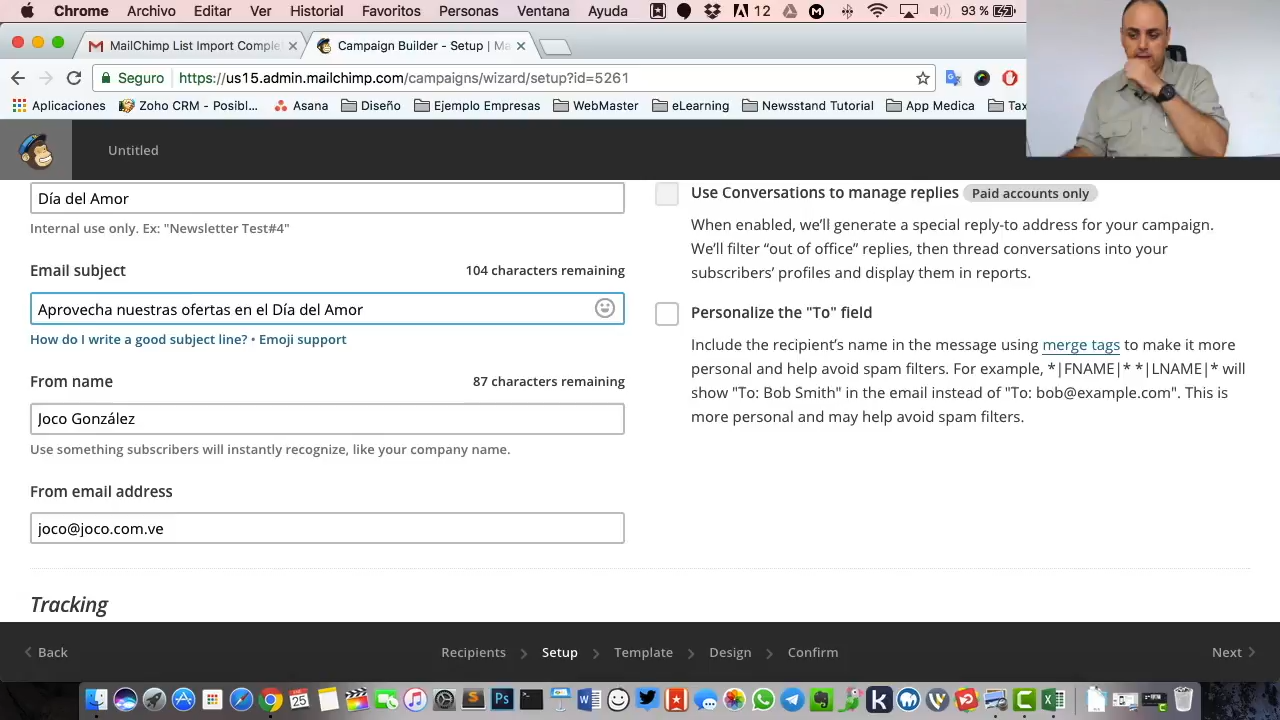 Chrome Archivo Editar Ver Historial Favoritos Personas Ventana Ayuda 12 93 %
MailChimp List Import Comple Campaign Builder - Setup | Ma
Seguro https://us15.admin.mailchimp.com/campaigns/wizard/setup?id=5261
Aplicaciones Zoho CRM - Posibl... Asana Diseño Ejemplo Empresas WebMaster eLearning Newsstand Tutorial App Medica Tax
Untitled
Día del Amor
Use Conversations to manage replies Paid accounts only
Internal use only. Ex: "Newsletter Test#4"
When enabled, we’ll generate a special reply-to address for your campaign.
We’ll filter “out of office” replies, then thread conversations into your
subscribers’ profiles and display them in reports.
Email subject 104 characters remaining
Aprovecha nuestras ofertas en el Día del Amor
How do I write a good subject line? • Emoji support
Personalize the "To" field
Include the recipient’s name in the message using merge tags to make it more
personal and help avoid spam filters. For example, *|FNAME|* *|LNAME|* will
show "To: Bob Smith" in the email instead of "To: bob@example.com". This is
more personal and may help avoid spam filters.
From name 87 characters remaining
Joco González
Use something subscribers will instantly recognize, like your company name.
From email address
joco@joco.com.ve
Tracking
Back Recipients Setup Template Design Confirm Next
25